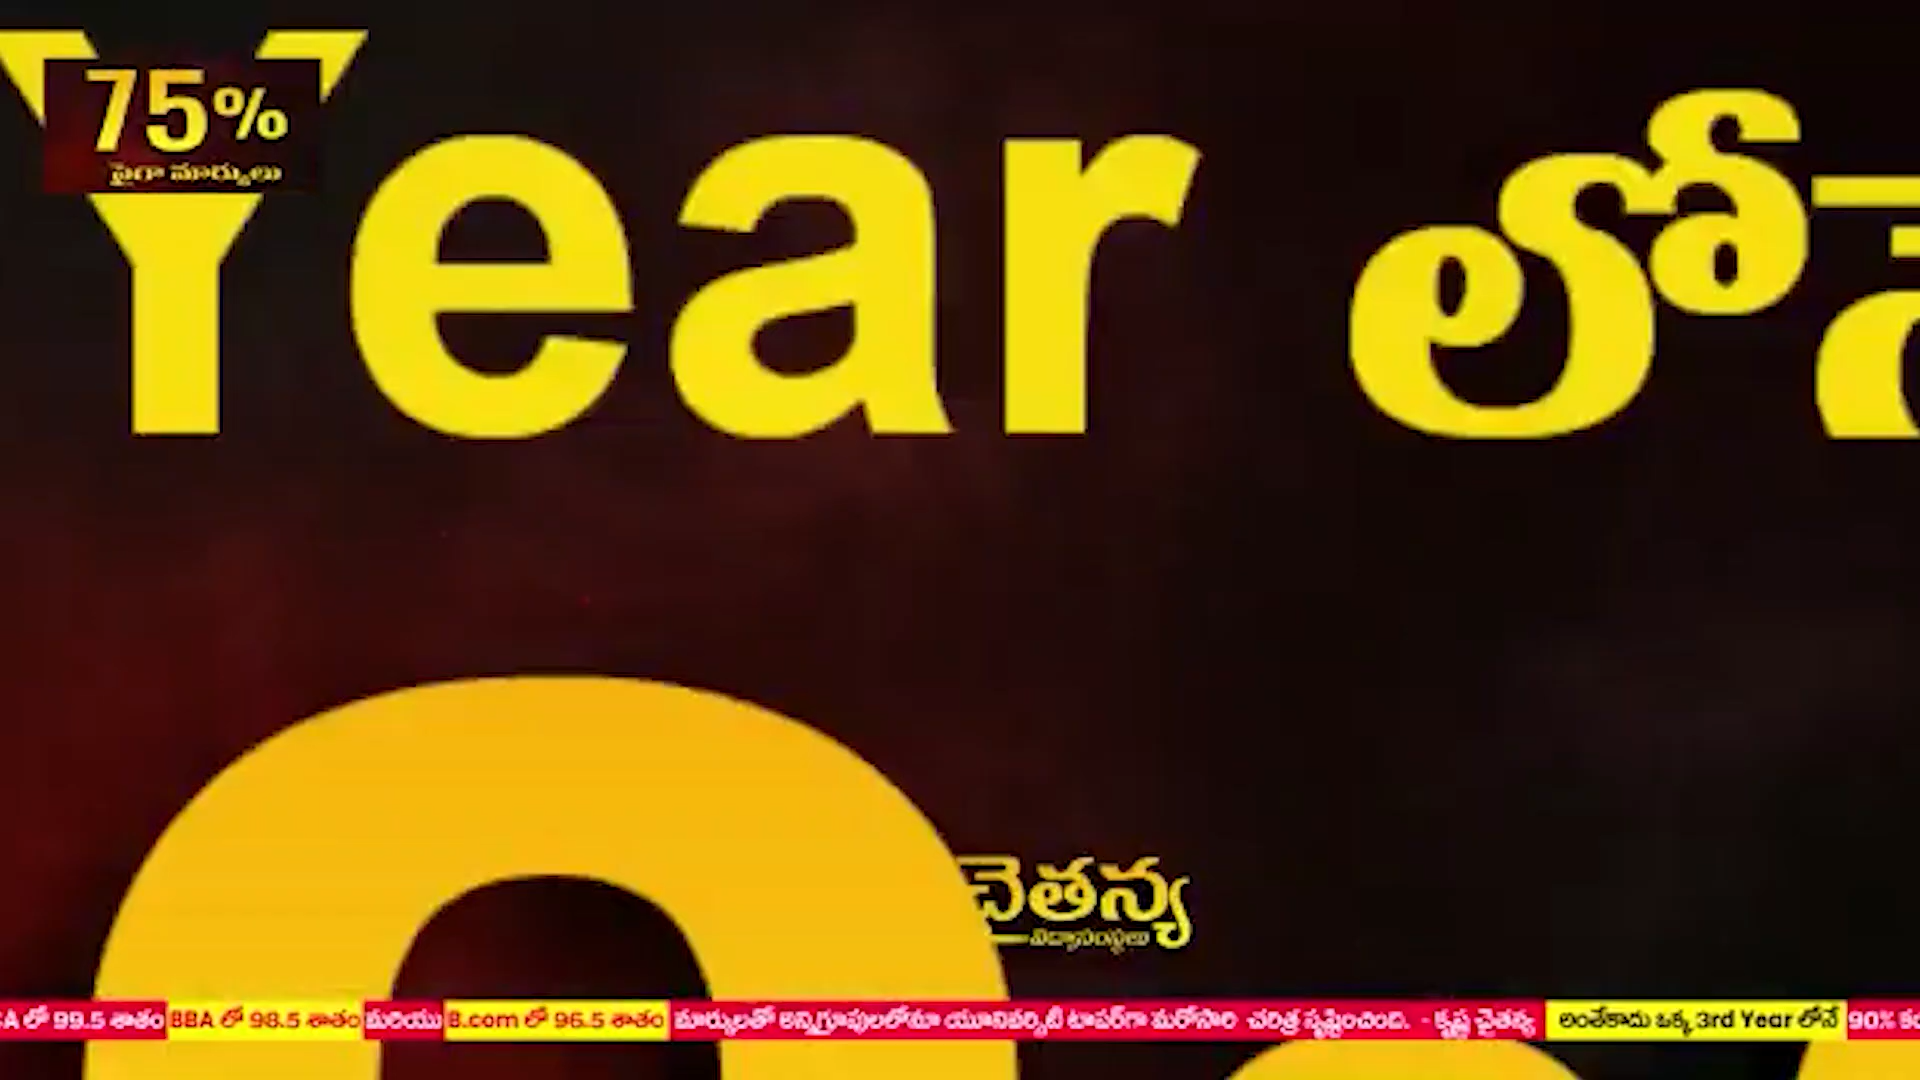 Year లోనే
75%
పైగా మార్కులు
చైతన్య
విద్యాసంస్థలు
లో 99.5 శాతం BBA లో 98.5 శాతం మరియు B.com లో 96.5 శాతం మార్కులతో అన్నిగ్రూపులలోనూ యూనివర్సిటీ టాపర్‌గా మరోసారి చరిత్ర సృష్టించింది. - కృష్ణ చైతన్య అంతేకాదు ఒక్క 3rd Year లోనే 90%